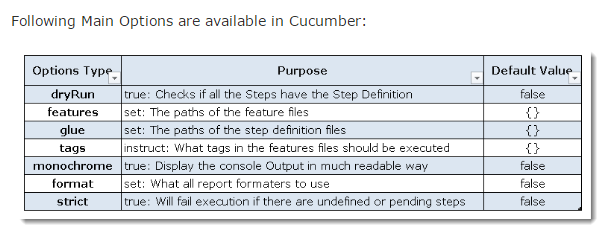 Following Main Options are available in Cucumber:
Options Type Purpose Default Value
dryRun true: Checks if all the Steps have the Step Definition false
features set: The paths of the feature files {}
glue set: The paths of the step definition files {}
tags instruct: What tags in the features files should be executed {}
monochrome true: Display the console Output in much readable way false
format set: What all report formaters to use false
strict true: Will fail execution if there are undefined or pending steps false